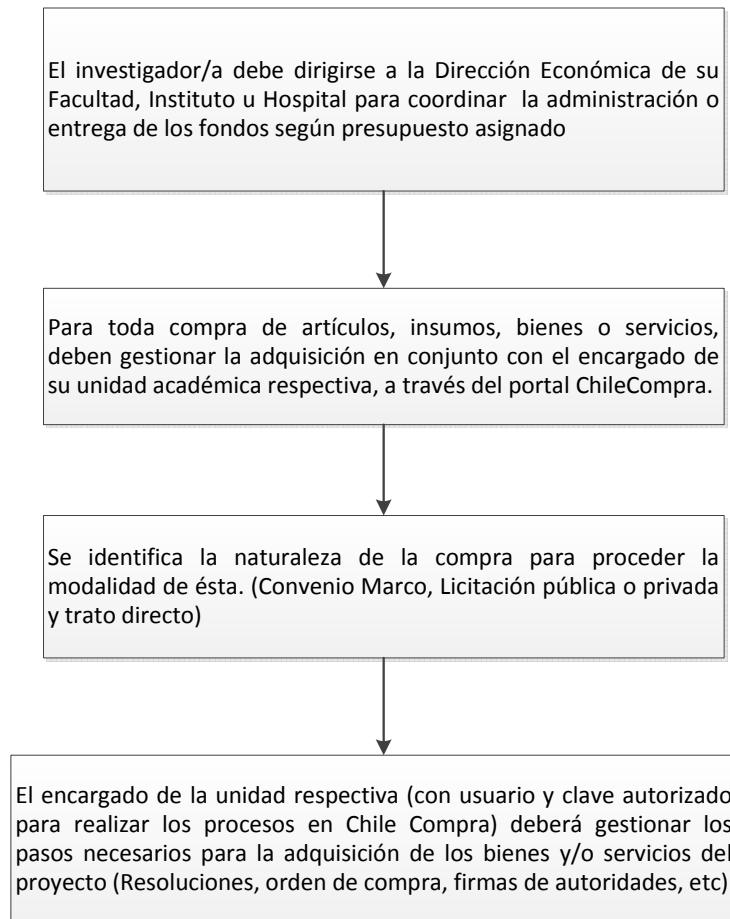 El investigador/a debe dirigirse a la Dirección Económica de su
Facultad, Instituto u Hospital para coordinar la administración o
entrega de los fondos según presupuesto asignado
Para toda compra de artículos, insumos, bienes o servicios,
deben gestionar la adquisición en conjunto con el encargado de
su unidad académica respectiva, a través del portal ChileCompra.
Se identifica la naturaleza de la compra para proceder la
modalidad de ésta. (Convenio Marco, Licitación pública o privada
y trato directo)
El encargado de la unidad respectiva (con usuario y clave autorizado
para realizar los procesos en Chile Compra) deberá gestionar los
pasos necesarios para la adquisición de los bienes y/o servicios del
proyecto (Resoluciones, orden de compra, firmas de autoridades, etc)